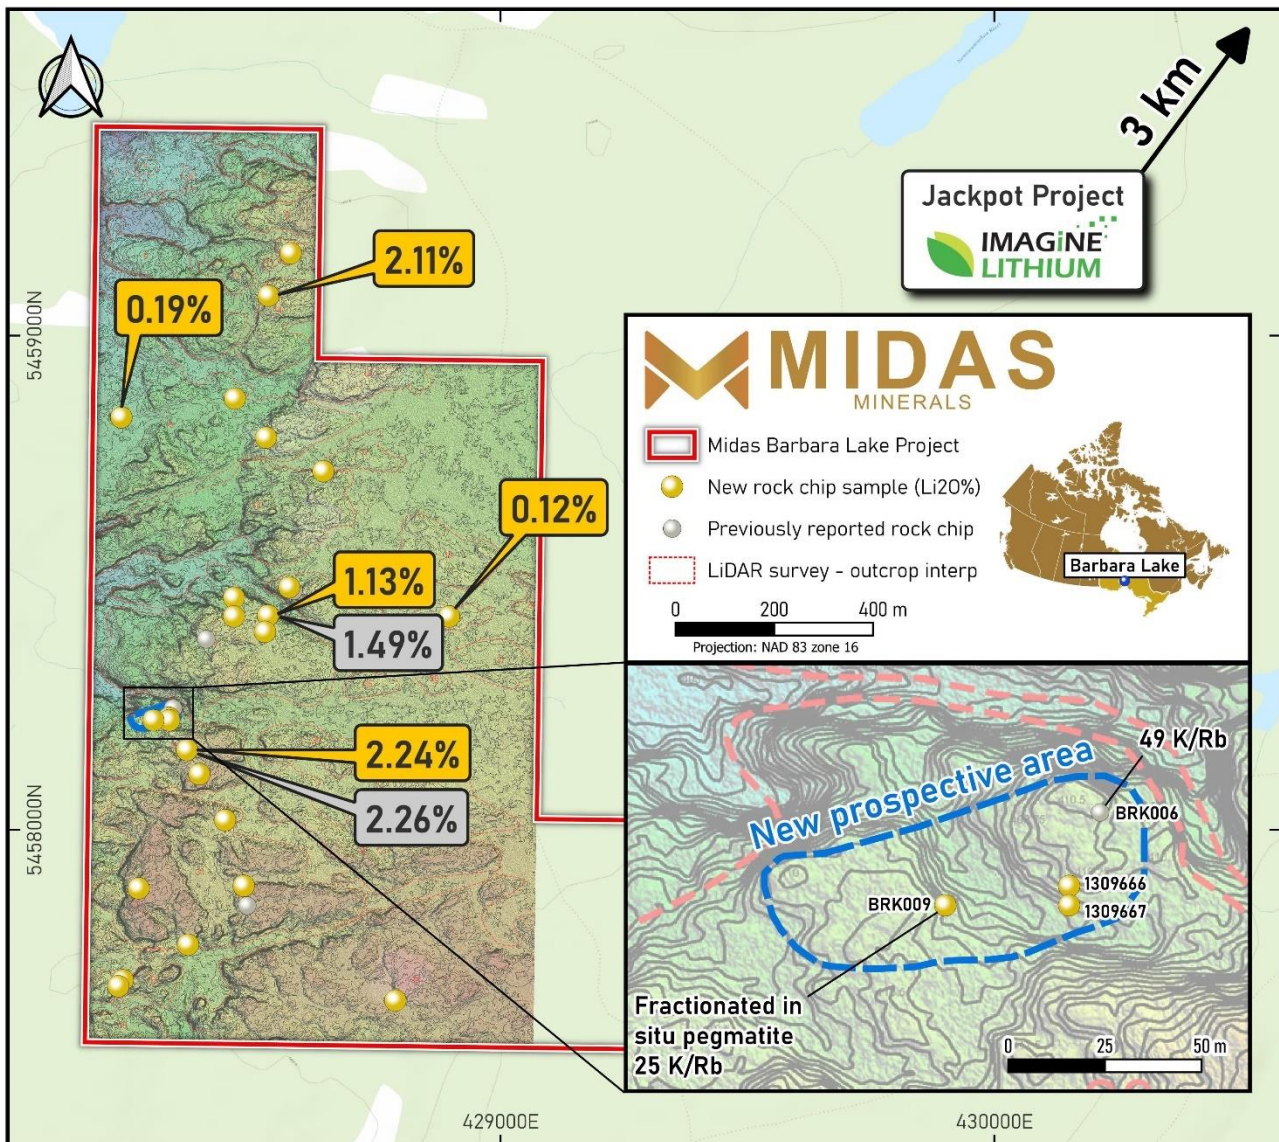 3 km
Jackpot Project
IMAGiNE
LITHIUM
2.11%
0.19%
5459000N
MIDAS
MINERALS
Midas Barbara Lake Project
New rock chip sample (Li2O%)
Previously reported rock chip
LiDAR survey - outcrop interp
0 200 400 m
Projection: NAD 83 zone 16
Barbara Lake
0.12%
1.13%
1.49%
2.24%
2.26%
5458000N
49 K/Rb
New prospective area
BRK006
1309666
BRK009
1309667
Fractionated in
situ pegmatite
25 K/Rb
0 25 50 m
429000E
430000E